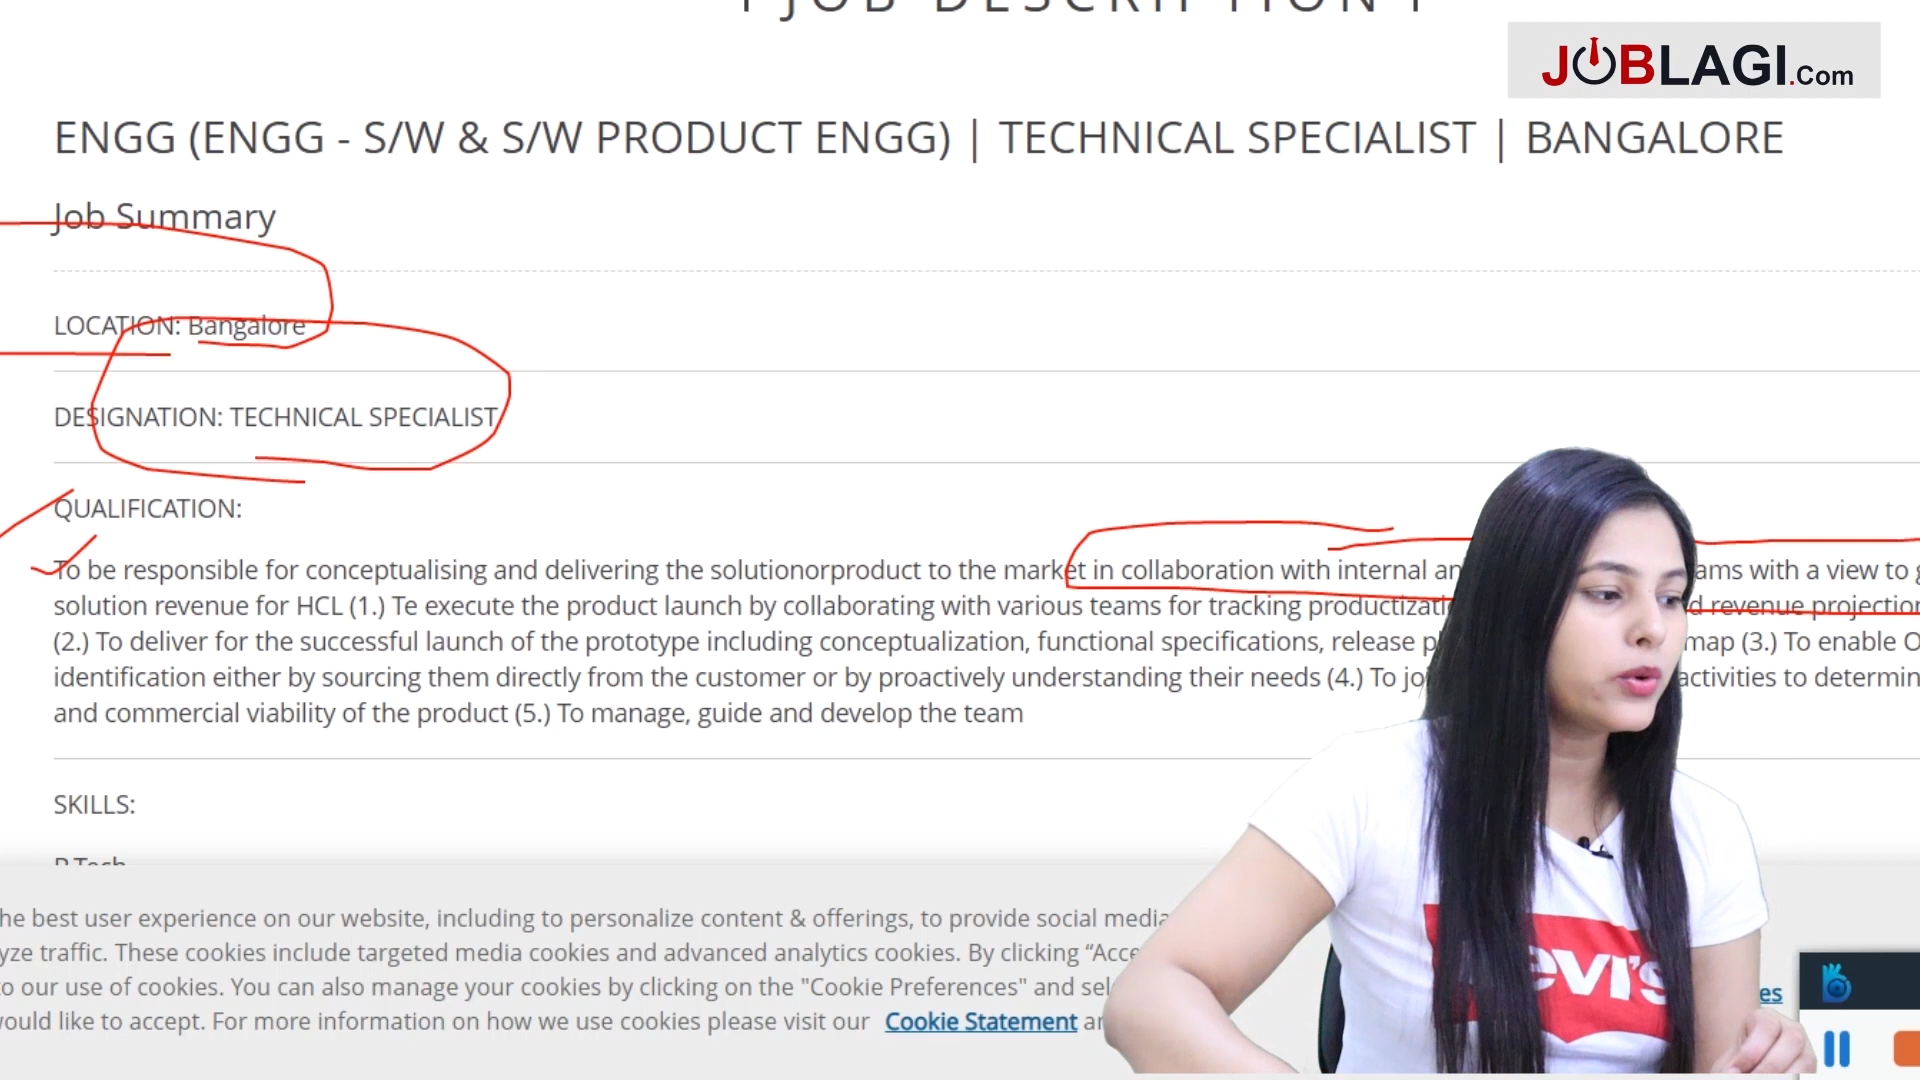 JOB DESCRIPTION
JOBLAGI.Com
ENGG (ENGG - S/W & S/W PRODUCT ENGG) | TECHNICAL SPECIALIST | BANGALORE
Job Summary
LOCATION: Bangalore
DESIGNATION: TECHNICAL SPECIALIST
QUALIFICATION:
To be responsible for conceptualising and delivering the solutionorproduct to the market in collaboration with internal an ams with a view to g
solution revenue for HCL (1.) Te execute the product launch by collaborating with various teams for tracking productizati d revenue projection
(2.) To deliver for the successful launch of the prototype including conceptualization, functional specifications, release p map (3.) To enable O
identification either by sourcing them directly from the customer or by proactively understanding their needs (4.) To jo activities to determin
and commercial viability of the product (5.) To manage, guide and develop the team
SKILLS:
B.Tech
he best user experience on our website, including to personalize content & offerings, to provide social media
yze traffic. These cookies include targeted media cookies and advanced analytics cookies. By clicking “Acce
o our use of cookies. You can also manage your cookies by clicking on the "Cookie Preferences" and sel es
ould like to accept. For more information on how we use cookies please visit our Cookie Statement an
Levi's